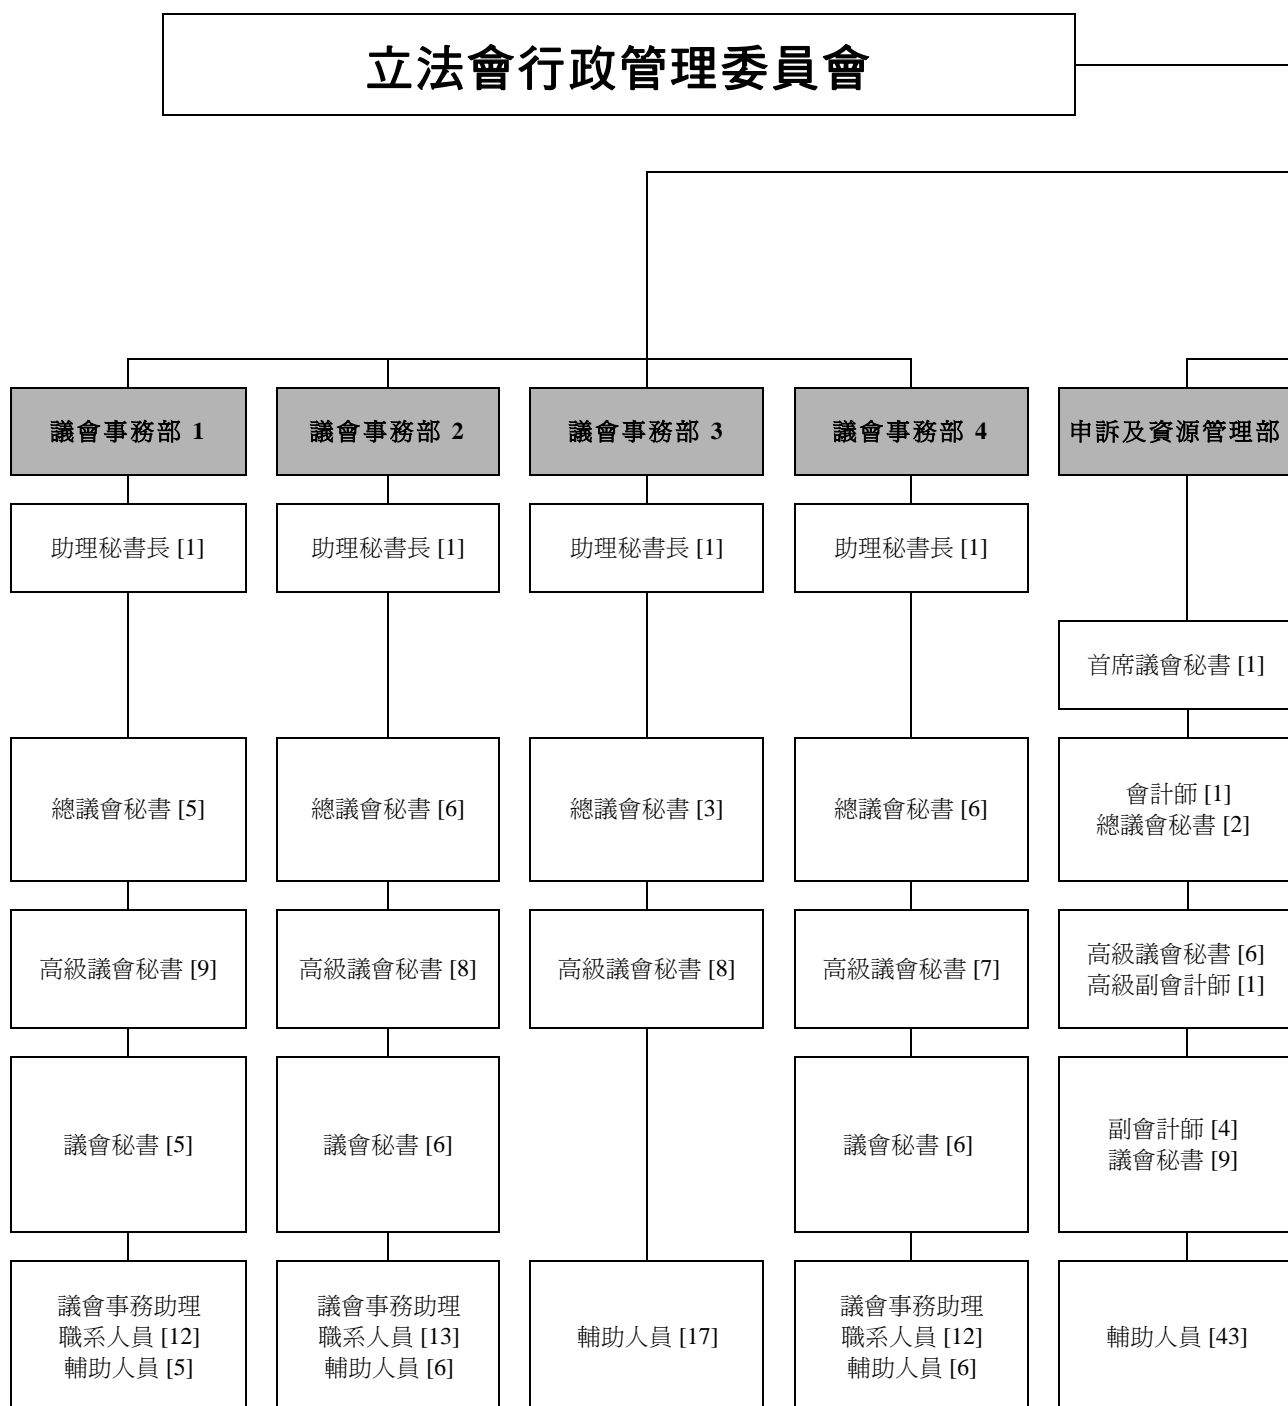 立法會行政管理委員會
議會事務部 1
議會事務部 2
議會事務部 3
議會事務部 4
申訴及資源管理部
助理秘書長 [1]
助理秘書長 [1]
助理秘書長 [1]
助理秘書長 [1]
首席議會秘書 [1]
總議會秘書 [5]
總議會秘書 [6]
總議會秘書 [3]
總議會秘書 [6]
會計師 [1]
總議會秘書 [2]
高級議會秘書 [9]
高級議會秘書 [8]
高級議會秘書 [8]
高級議會秘書 [7]
高級議會秘書 [6]
高級副會計師 [1]
議會秘書 [5]
議會秘書 [6]
議會秘書 [6]
副會計師 [4]
議會秘書 [9]
議會事務助理
職系人員 [12]
輔助人員 [5]
議會事務助理
職系人員 [13]
輔助人員 [6]
輔助人員 [17]
議會事務助理
職系人員 [12]
輔助人員 [6]
輔助人員 [43]